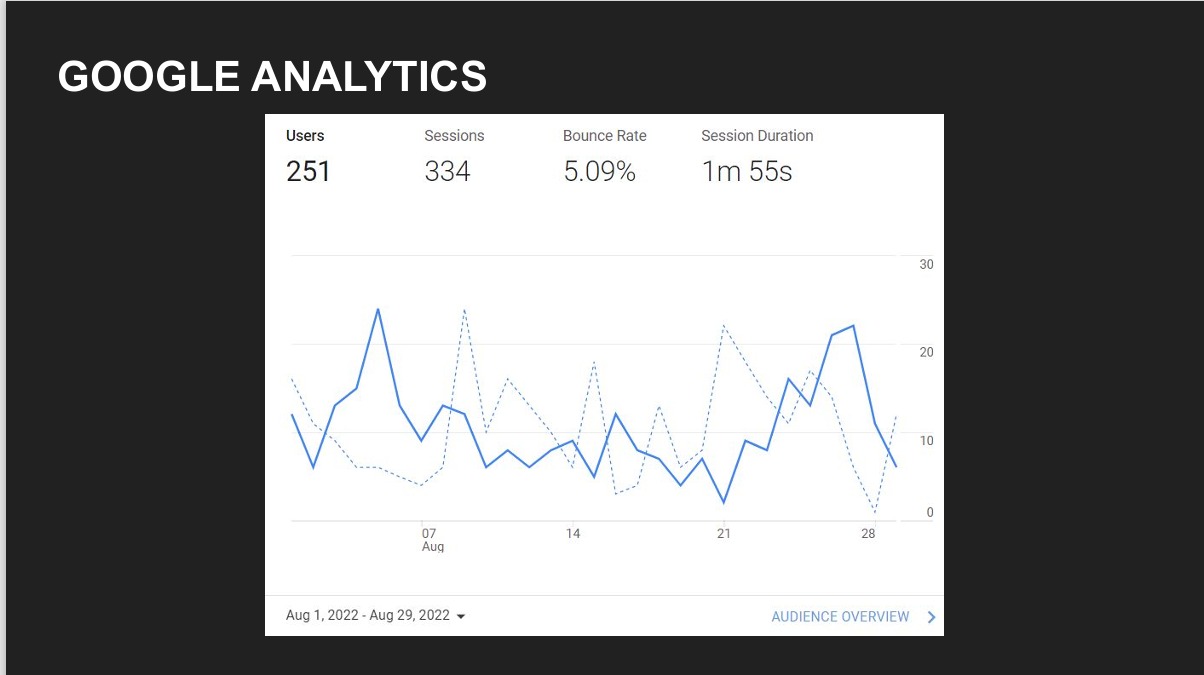 GOOGLE ANALYTICS
Users Sessions Bounce Rate Session Duration
251 334 5.09% 1m 55s
30
20
10
0
07 14 21 28
Aug
Aug 1, 2022 - Aug 29, 2022 AUDIENCE OVERVIEW